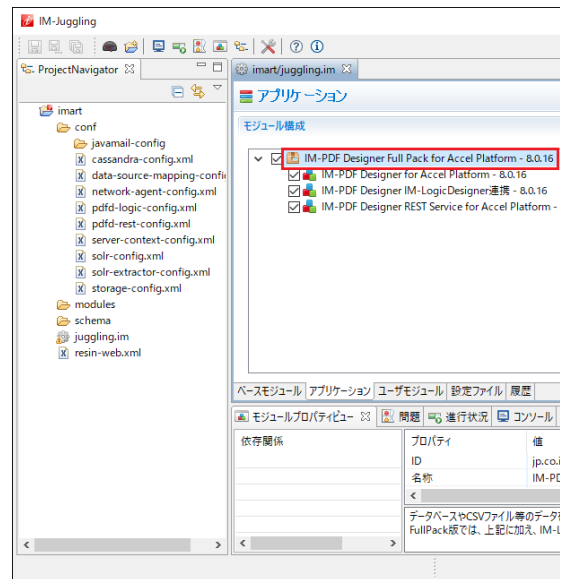 IM-Juggling
ProjectNavigator
imart/juggling.im
アプリケーション
imart
conf
javamail-config
cassandra-config.xml
data-source-mapping-config
network-agent-config.xml
pdfd-logic-config.xml
pdfd-rest-config.xml
server-context-config.xml
solr-config.xml
solr-extractor-config.xml
storage-config.xml
modules
schema
juggling.im
resin-web.xml
モジュール構成
IM-PDF Designer Full Pack for Accel Platform - 8.0.16
IM-PDF Designer for Accel Platform - 8.0.16
IM-PDF Designer IM-LogicDesigner連携 - 8.0.16
IM-PDF Designer REST Service for Accel Platform -
ベースモジュール アプリケーション ユーザモジュール 設定ファイル 履歴
モジュールプロパティビュー 問題 進行状況 コンソール
依存関係
プロパティ 値
ID jp.co.i
名称 IM-PD
データベースやCSVファイル等のデータ
FullPack版では、上記に加え、IM-L